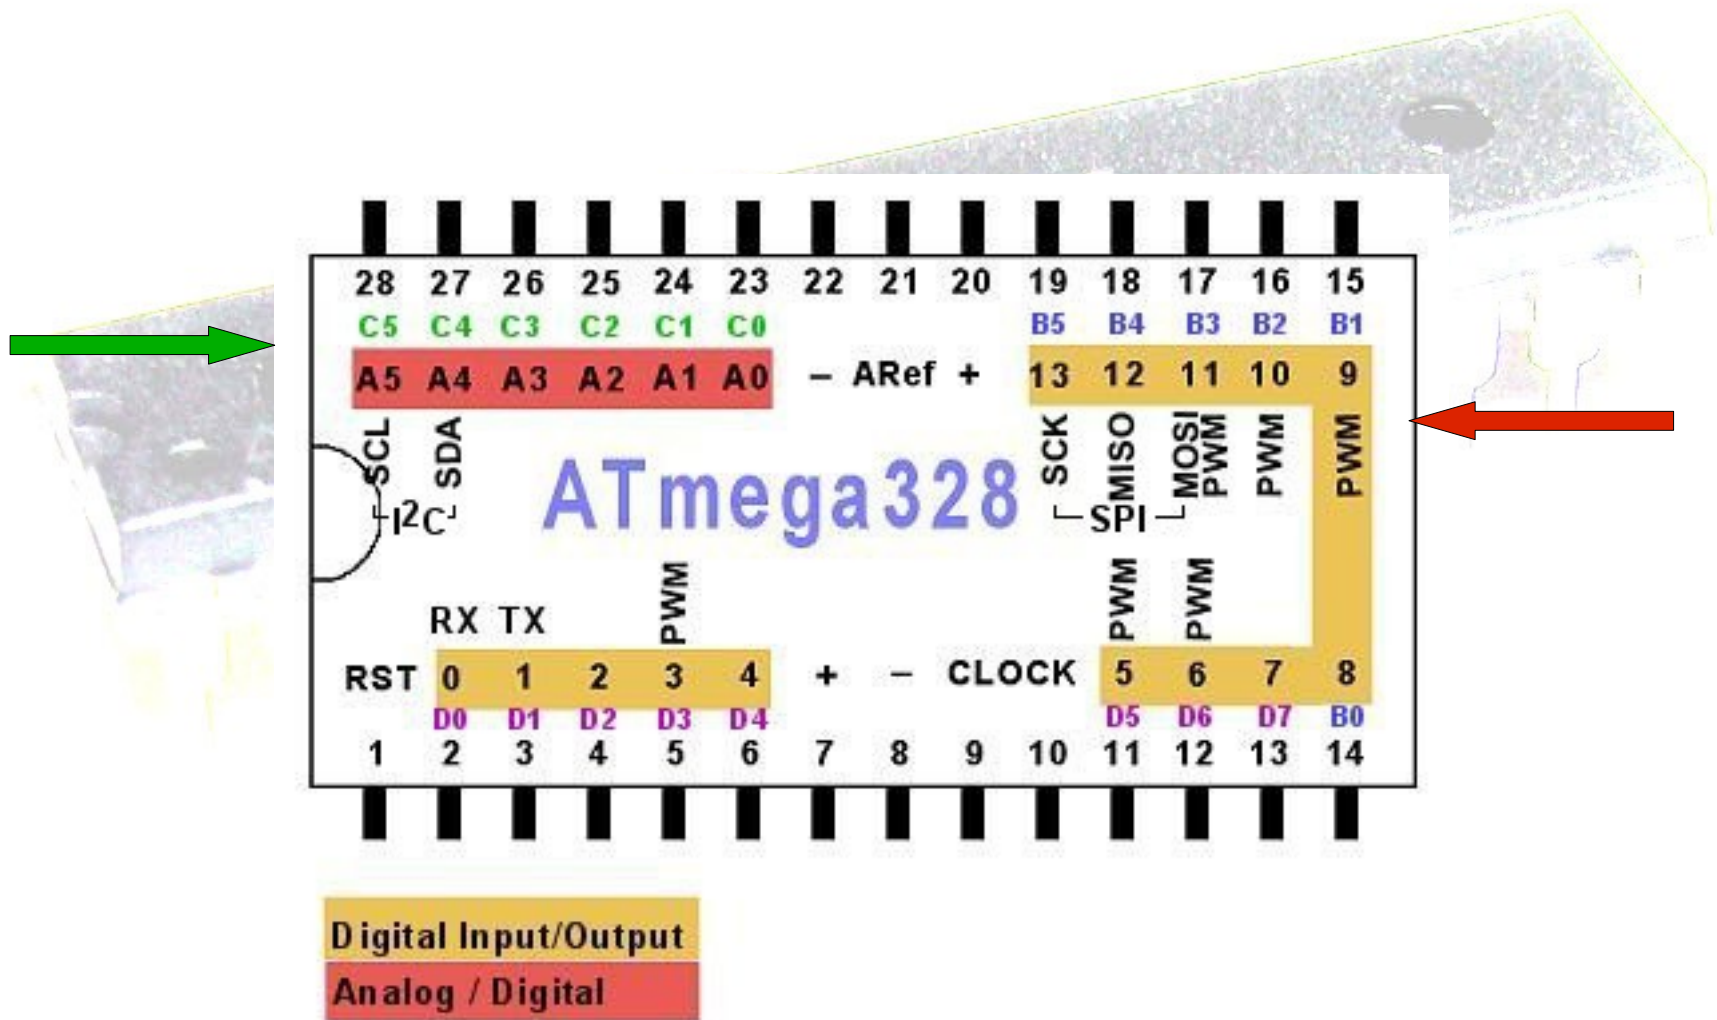 28 27 26 25 24 23 22 21 20 19 18 17 16 15
C5 C4 C3 C2 C1 C0 B5 B4 B3 B2 B1
A5 A4 A3 A2 A1 A0 – ARef + 13 12 11 10 9
SCL SDA SCK MISO MOSI PWM PWM PWM
I²C ATmega328 SPI
PWM PWM PWM
RX TX
RST 0 1 2 3 4 + – CLOCK 5 6 7 8
D0 D1 D2 D3 D4 D5 D6 D7 B0
1 2 3 4 5 6 7 8 9 10 11 12 13 14
Digital Input/Output
Analog / Digital